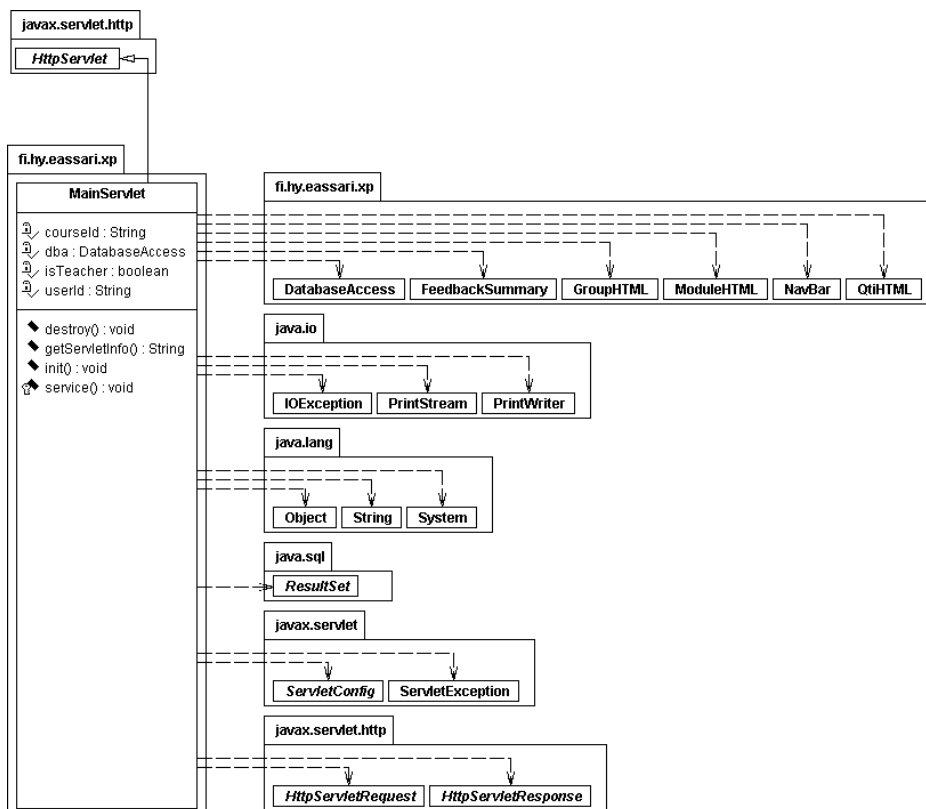 javax.servlet.http
HttpServlet
fi.hy.eassari.xp
MainServlet
courseId : String
dba : DatabaseAccess
isTeacher : boolean
userId : String
destroy() : void
getServletInfo() : String
init() : void
service() : void
fi.hy.eassari.xp
DatabaseAccess FeedbackSummary GroupHTML ModuleHTML NavBar QtiHTML
java.io
IOException PrintStream PrintWriter
java.lang
Object String System
java.sql
ResultSet
javax.servlet
ServletConfig ServletException
javax.servlet.http
HttpServletRequest HttpServletResponse